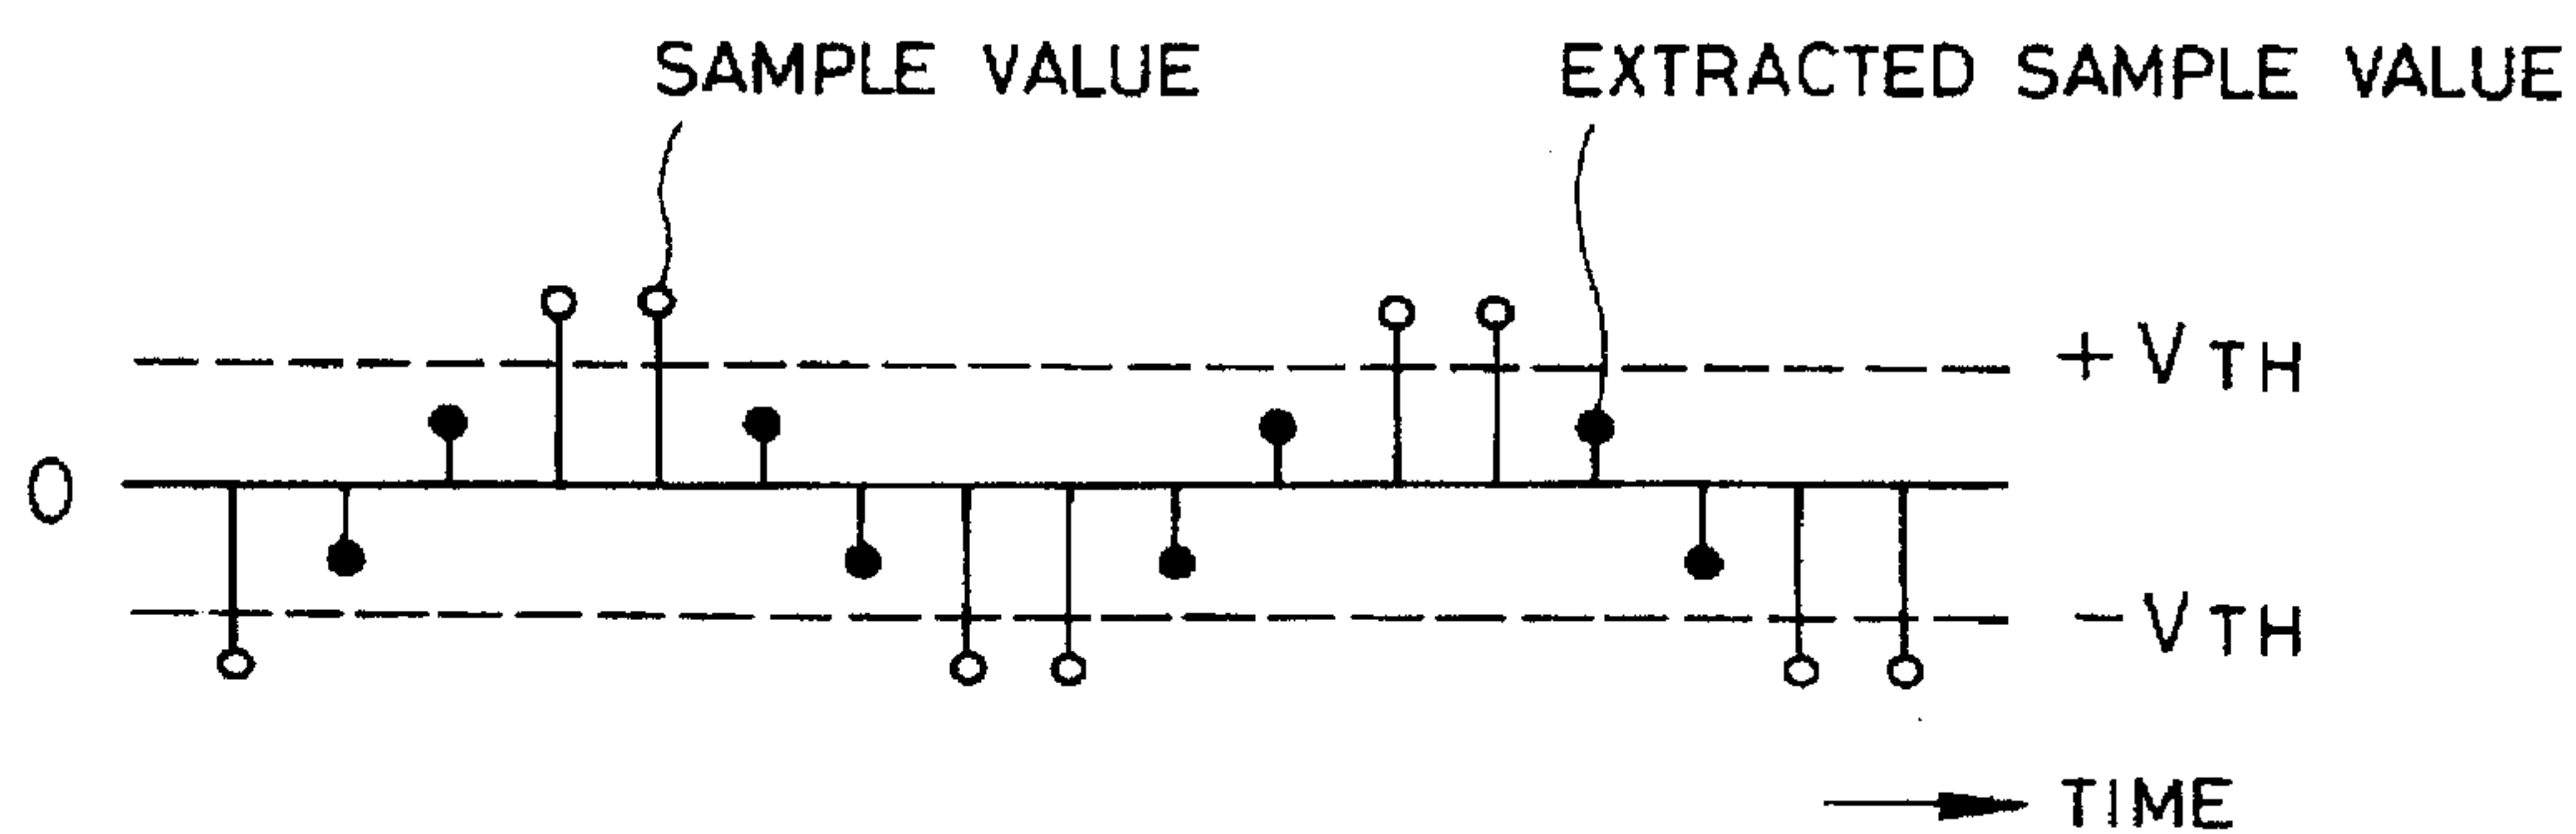 SAMPLE VALUE
EXTRACTED SAMPLE VALUE
+ VTH
0
- VTH
TIME